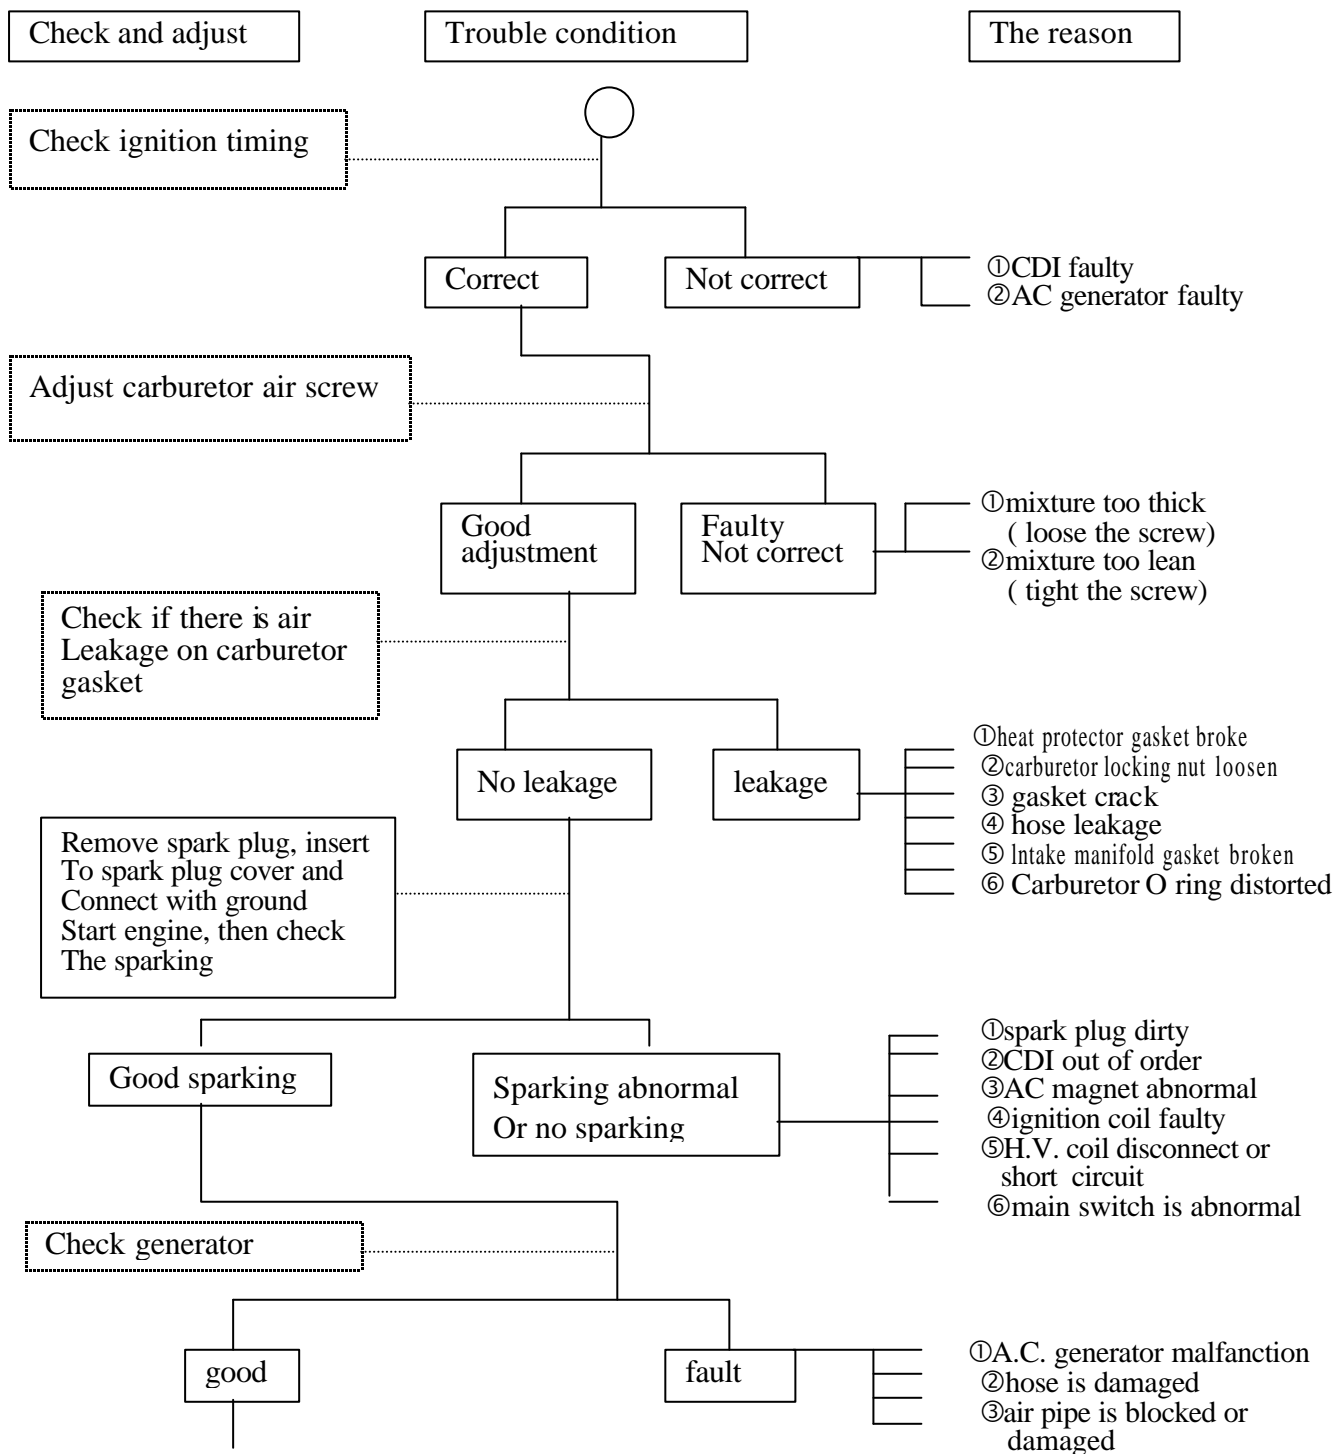 Check and adjust
Trouble condition
The reason
Check ignition timing
Correct
Not correct
①CDI faulty
②AC generator faulty
Adjust carburetor air screw
Good
adjustment
Faulty
Not correct
①mixture too thick
( loose the screw)
②mixture too lean
( tight the screw)
Check if there is air
Leakage on carburetor
gasket
No leakage
leakage
①heat protector gasket broke
②carburetor locking nut loosen
③ gasket crack
④ hose leakage
⑤ Intake manifold gasket broken
⑥ Carburetor O ring distorted
Remove spark plug, insert
To spark plug cover and
Connect with ground
Start engine, then check
The sparking
Good sparking
Sparking abnormal
Or no sparking
①spark plug dirty
②CDI out of order
③AC magnet abnormal
④ignition coil faulty
⑤H.V. coil disconnect or
short circuit
⑥main switch is abnormal
Check generator
good
fault
①A.C. generator malfanction
②hose is damaged
③air pipe is blocked or
damaged